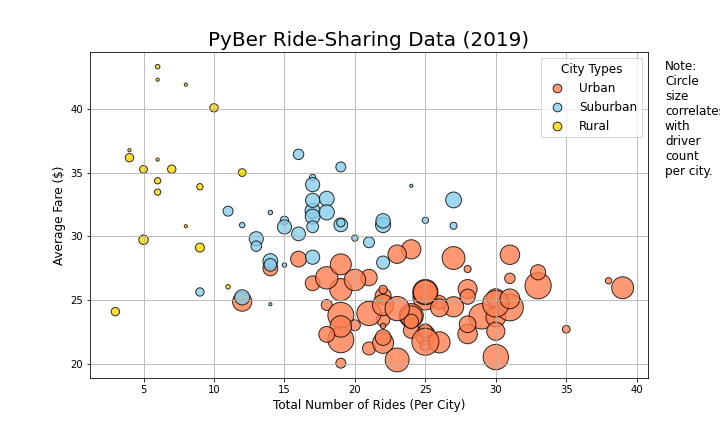 PyBer Ride-Sharing Data (2019)
Average Fare ($)
40
35
30
25
20
5
10
15
20
25
30
35
40
Total Number of Rides (Per City)
City Types
Urban
Suburban
Rural
Note:
Circle
size
correlates
with
driver
count
per city.